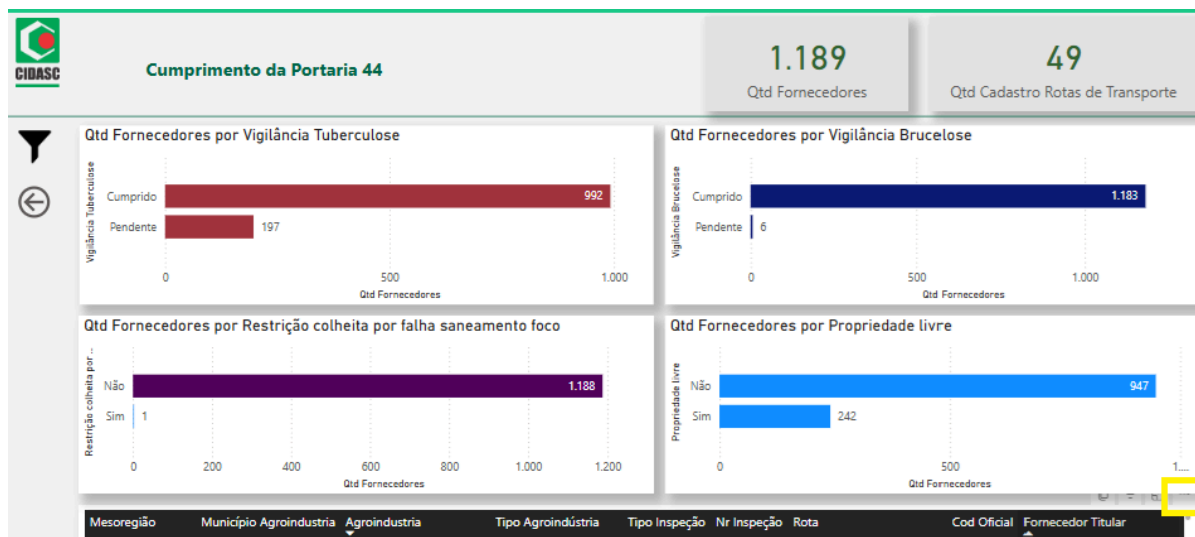 CIDASC
Cumprimento da Portaria 44
1.189
Qtd Fornecedores
49
Qtd Cadastro Rotas de Transporte
Qtd Fornecedores por Vigilância Tuberculose
Vigilância Tuberculose
Cumprido 992
Pendente 197
0 500 1.000
Qtd Fornecedores
Qtd Fornecedores por Vigilância Brucelose
Vigilância Brucelose
Cumprido 1.183
Pendente 6
0 500 1.000
Qtd Fornecedores
Qtd Fornecedores por Restrição colheita por falha saneamento foco
Restrição colheita por ...
Não 1.188
Sim 1
0 200 400 600 800 1.000 1.200
Qtd Fornecedores
Qtd Fornecedores por Propriedade livre
Propriedade livre
Não 947
Sim 242
0 500 1....
Qtd Fornecedores
Mesoregião Município Agroindustria Agroindustria Tipo Agroindústria Tipo Inspeção Nr Inspeção Rota Cod Oficial Fornecedor Titular